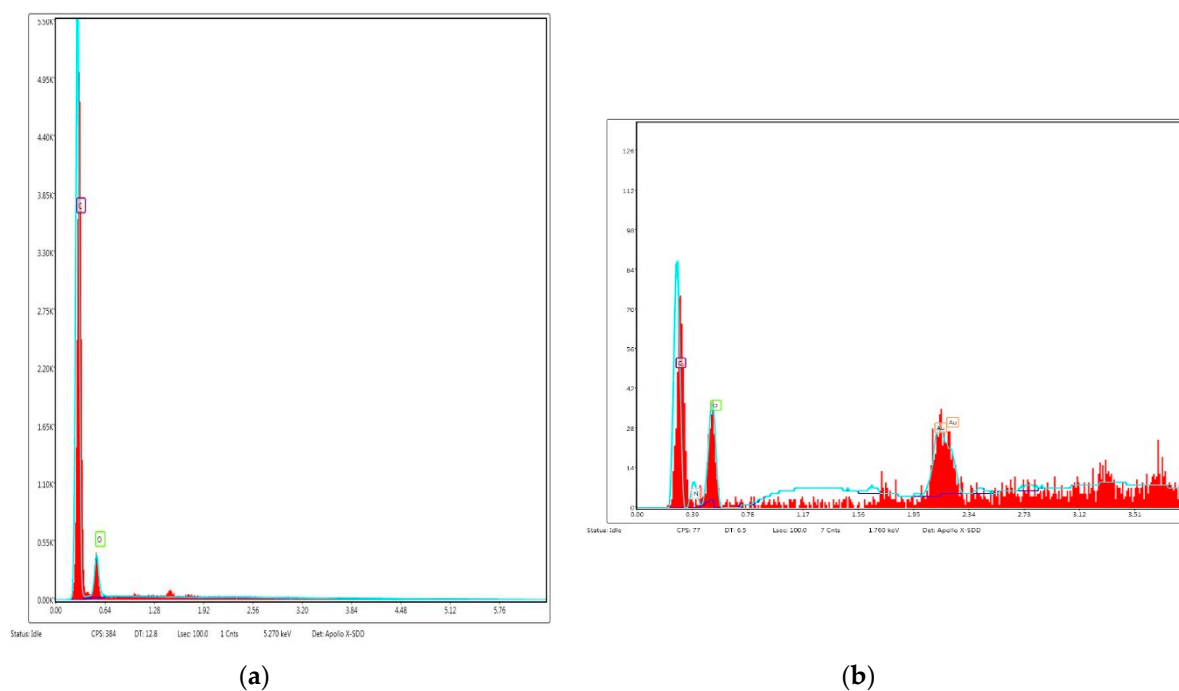 5.50K
4.95K
4.40K
3.85K
C
3.30K
2.75K
2.20K
1.65K
1.10K
0.55K
O
0.00K
0.00 0.64 1.28 1.92 2.56 3.20 3.84 4.48 5.12 5.76
Status: Idle CPS: 384 DT: 12.8 Lsec: 100.0 1 Cnts 5.270 keV Det: Apollo X-SDD
(a)
126
112
98
84
70
56
42
28
Au Au
14
N
0
0.00 0.39 0.78 1.17 1.56 1.95 2.34 2.73 3.12 3.51
Status: Idle CPS: 77 DT: 6.5 Lsec: 100.0 7 Cnts 1.760 keV Det: Apollo X-SDD
(b)